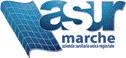 asur
marche
azienda sanitaria unica regionale